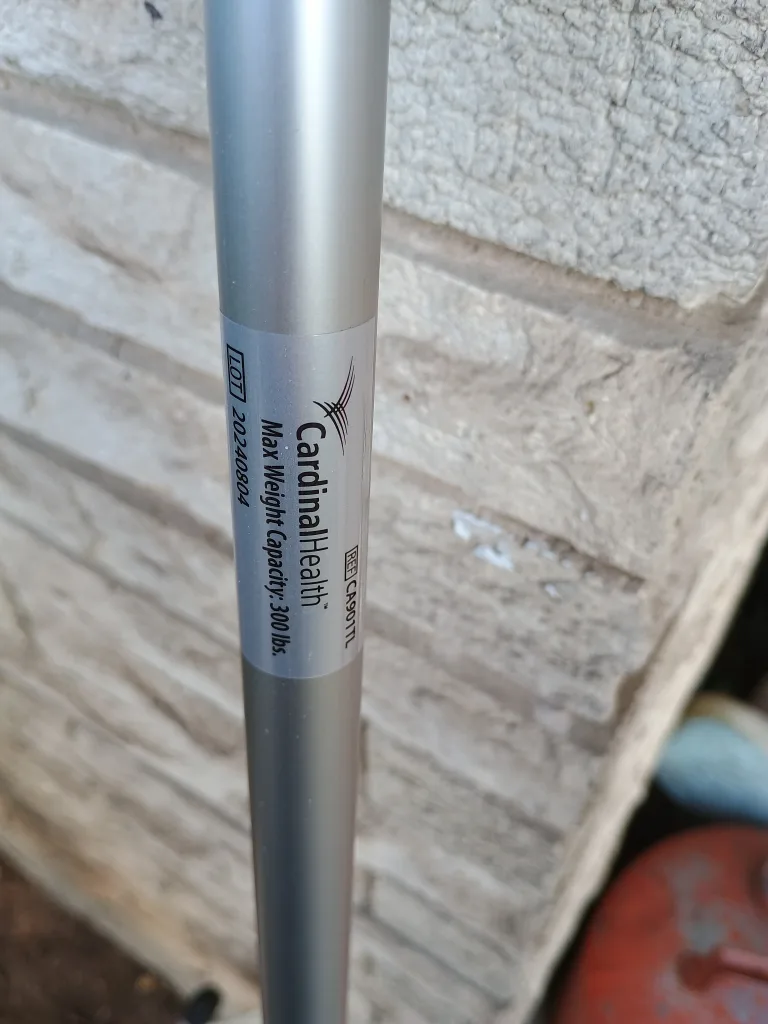 REF CA901TL
CardinalHealth™
Max Weight Capacity: 300 lbs.
LOT 20240804